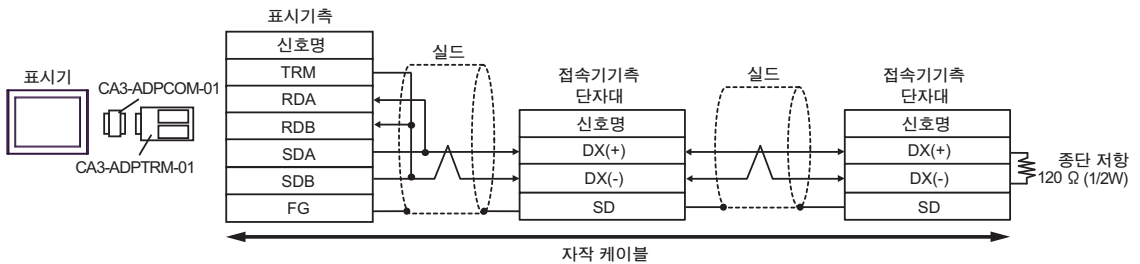 표시기
CA3-ADPCOM-01
CA3-ADPTRM-01
표시기측
신호명
TRM
RDA
RDB
SDA
SDB
FG
실드
접속기기측
단자대
신호명
DX(+)
DX(-)
SD
실드
접속기기측
단자대
신호명
DX(+)
DX(-)
SD
종단 저항
120 Ω (1/2W)
자작 케이블